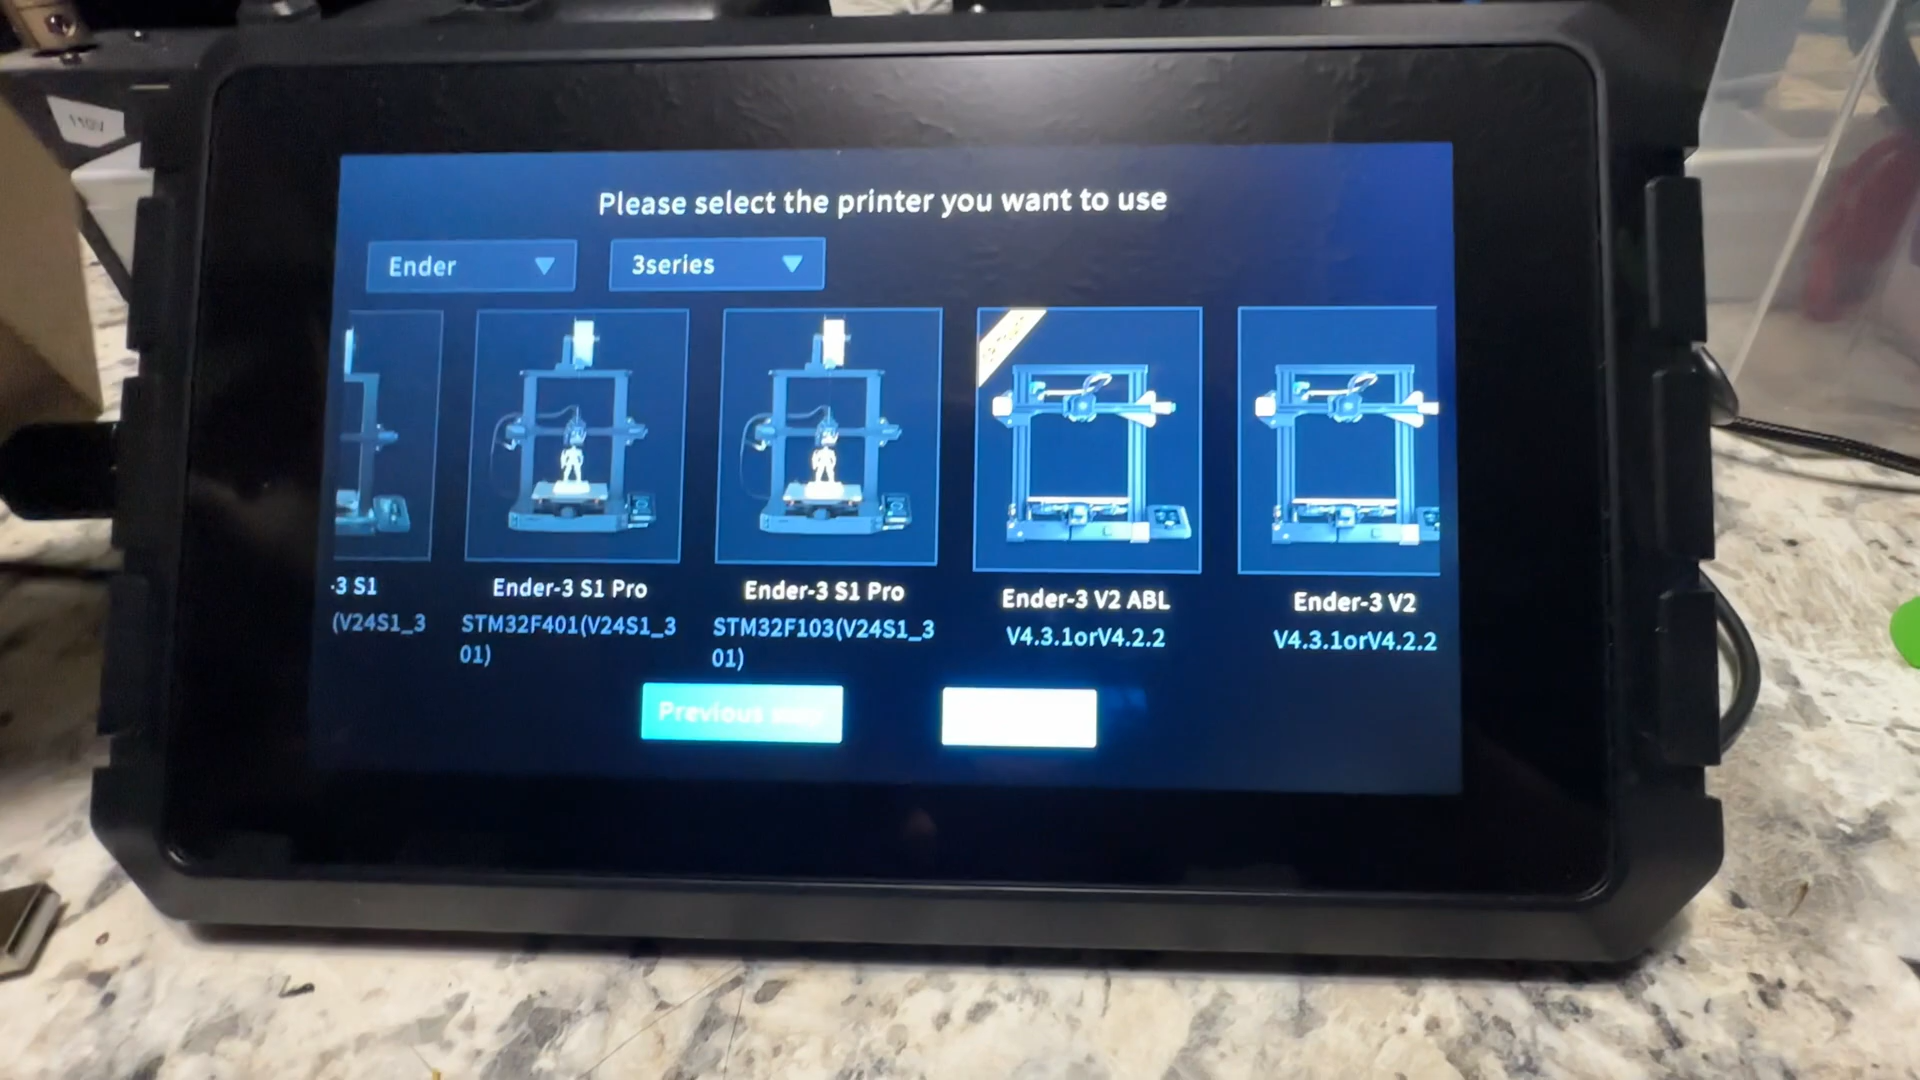 110V
Please select the printer you want to use
Ender
3series
-3 S1
(V24S1_3
Ender-3 S1 Pro
STM32F401(V24S1_3
01)
Ender-3 S1 Pro
STM32F103(V24S1_3
01)
Ender-3 V2 ABL
V4.3.1orV4.2.2
Ender-3 V2
V4.3.1orV4.2.2
Previous